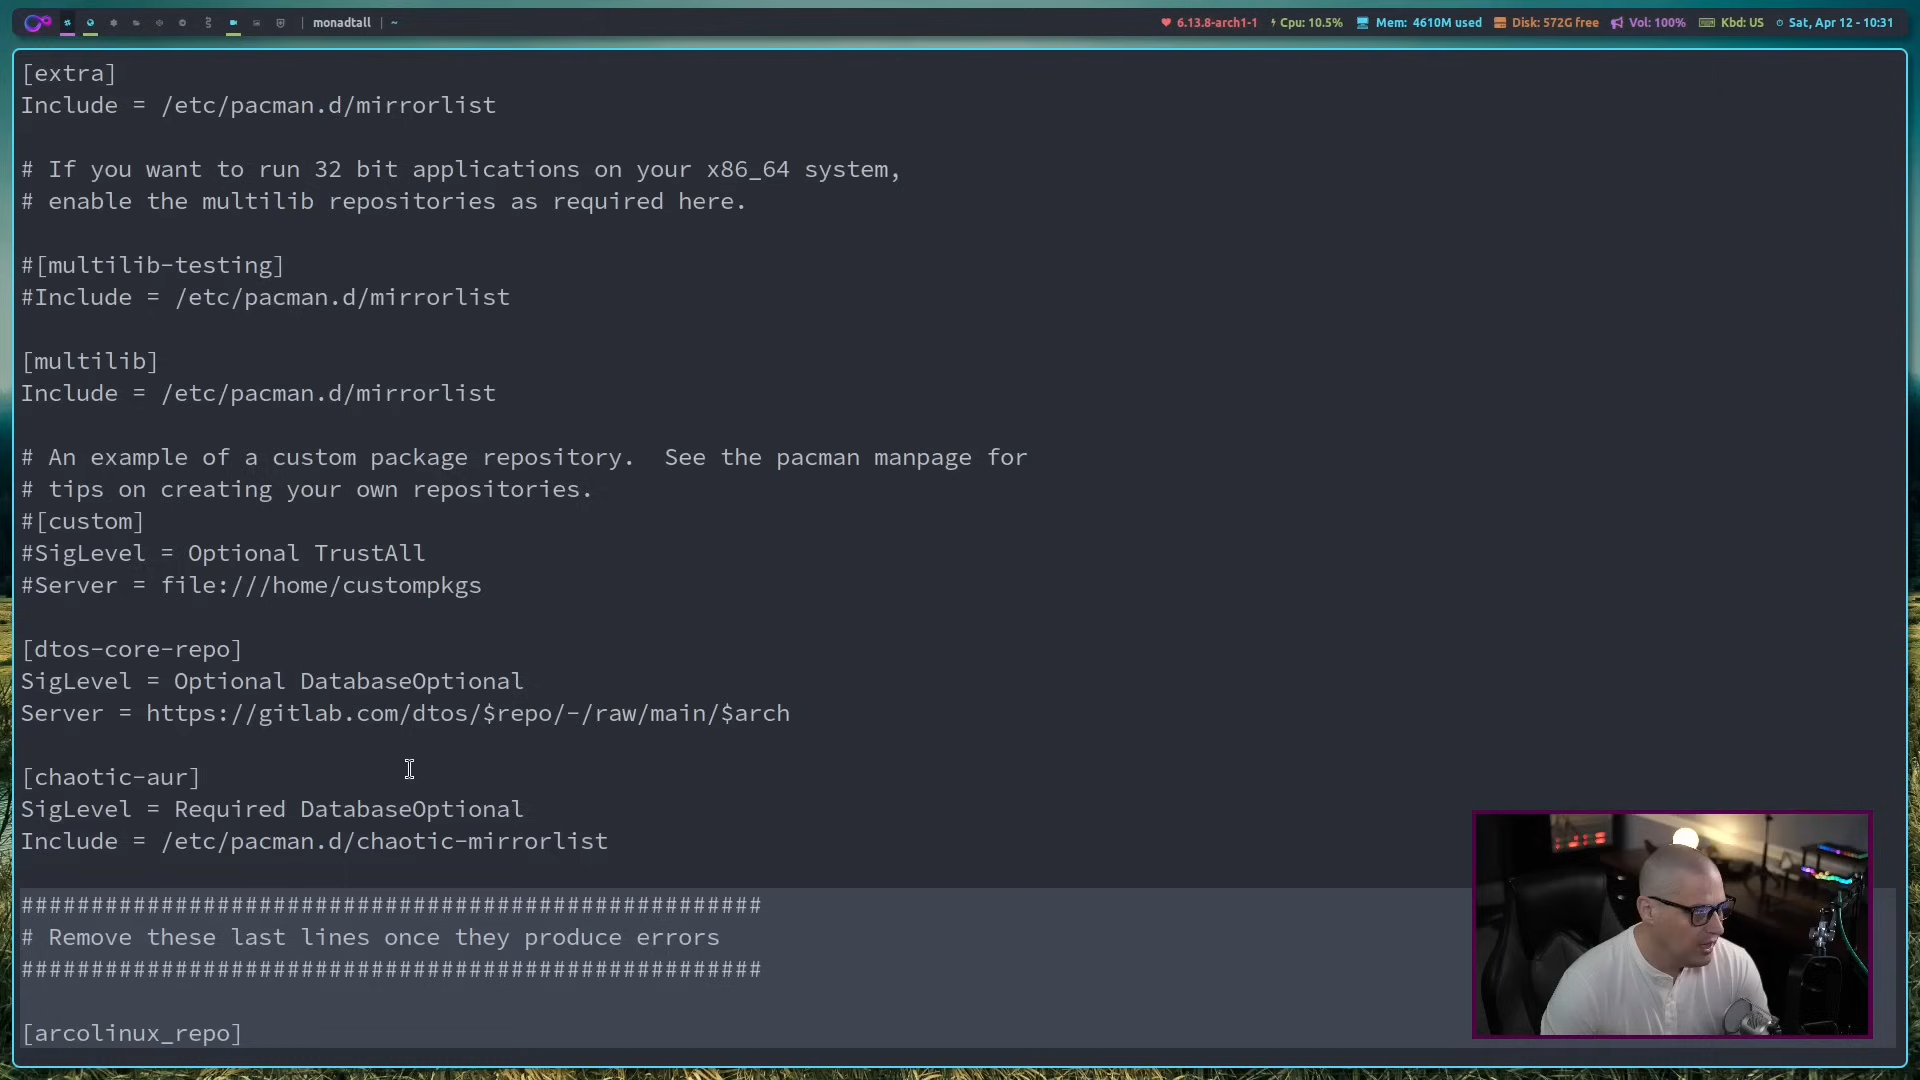 monadtall ~ 6.13.8-arch1-1 Cpu: 10.5% Mem: 4610M used Disk: 572G free Vol: 100% Kbd: US Sat, Apr 12 - 10:31
[extra]
Include = /etc/pacman.d/mirrorlist
# If you want to run 32 bit applications on your x86_64 system,
# enable the multilib repositories as required here.
#[multilib-testing]
#Include = /etc/pacman.d/mirrorlist
[multilib]
Include = /etc/pacman.d/mirrorlist
# An example of a custom package repository.  See the pacman manpage for
# tips on creating your own repositories.
#[custom]
#SigLevel = Optional TrustAll
#Server = file:///home/custompkgs
[dtos-core-repo]
SigLevel = Optional DatabaseOptional
Server = https://gitlab.com/dtos/$repo/-/raw/main/$arch
[chaotic-aur]
SigLevel = Required DatabaseOptional
Include = /etc/pacman.d/chaotic-mirrorlist
#####################################################
# Remove these last lines once they produce errors
#####################################################
[arcolinux_repo]